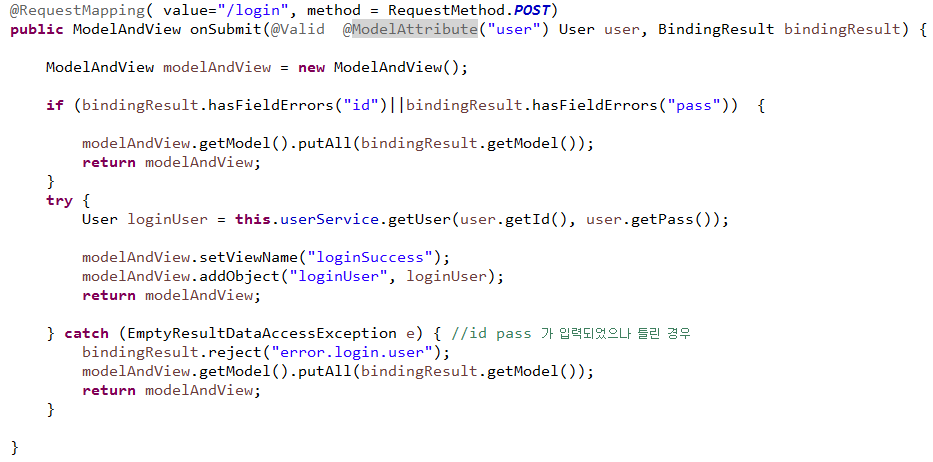 @RequestMapping( value="/login", method = RequestMethod.POST)
public ModelAndView onSubmit(@Valid  @ModelAttribute("user") User user, BindingResult bindingResult) {
ModelAndView modelAndView = new ModelAndView();
if (bindingResult.hasFieldErrors("id")||bindingResult.hasFieldErrors("pass"))  {
modelAndView.getModel().putAll(bindingResult.getModel());
return modelAndView;
}
try {
User loginUser = this.userService.getUser(user.getId(), user.getPass());
modelAndView.setViewName("loginSuccess");
modelAndView.addObject("loginUser", loginUser);
return modelAndView;
} catch (EmptyResultDataAccessException e) { //id pass 가 입력되었으나 틀린 경우
bindingResult.reject("error.login.user");
modelAndView.getModel().putAll(bindingResult.getModel());
return modelAndView;
}
}